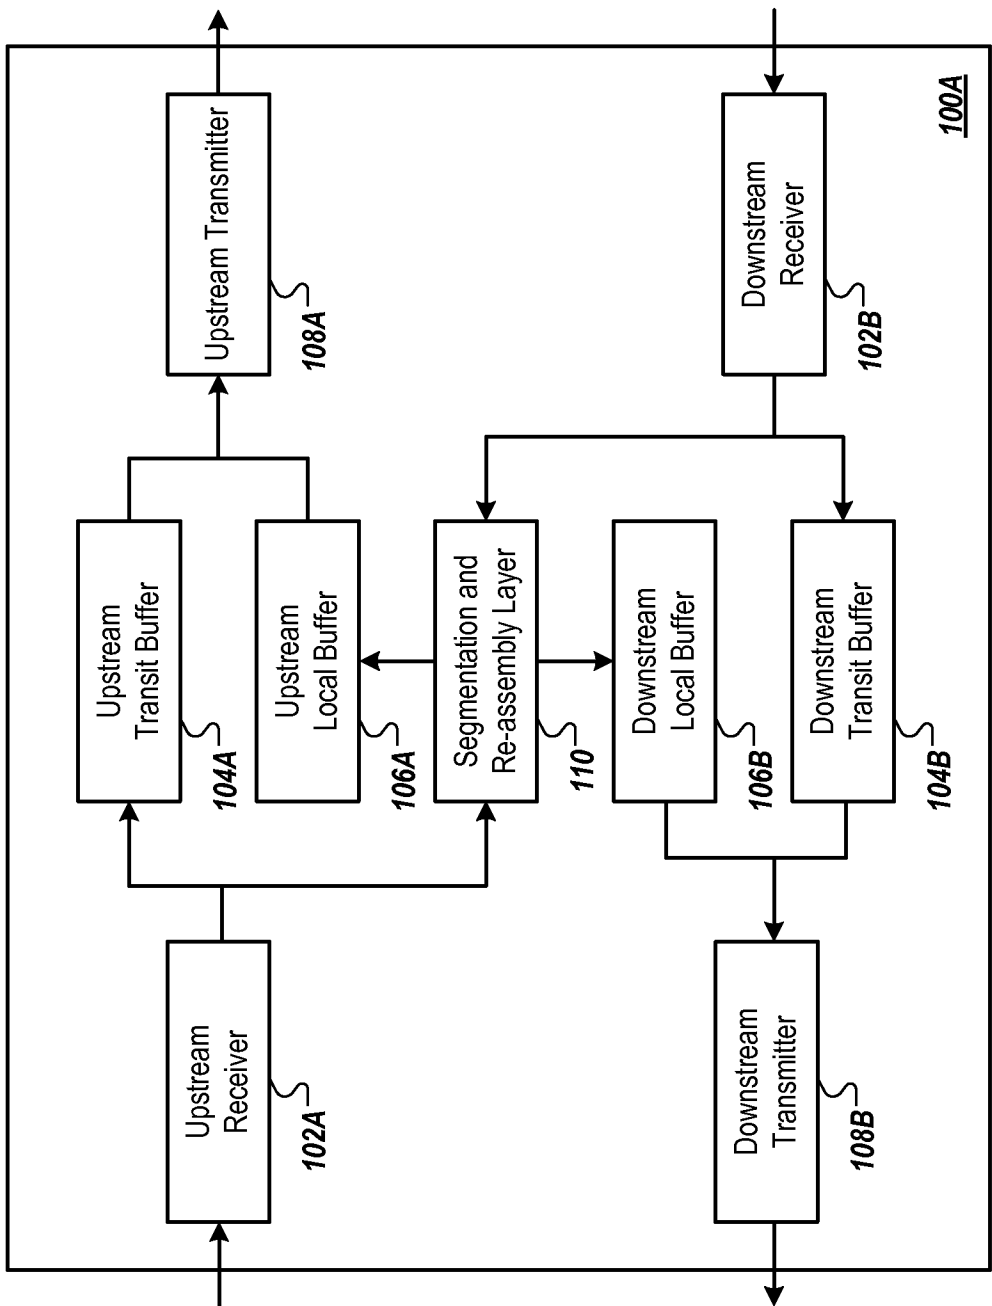 100A
Upstream
Receiver
102A
Upstream
Transit Buffer
104A
Upstream
Local Buffer
106A
Upstream Transmitter
108A
Segmentation and
Re-assembly Layer
110
Downstream
Transmitter
108B
Downstream
Local Buffer
106B
Downstream
Transit Buffer
104B
Downstream
Receiver
102B